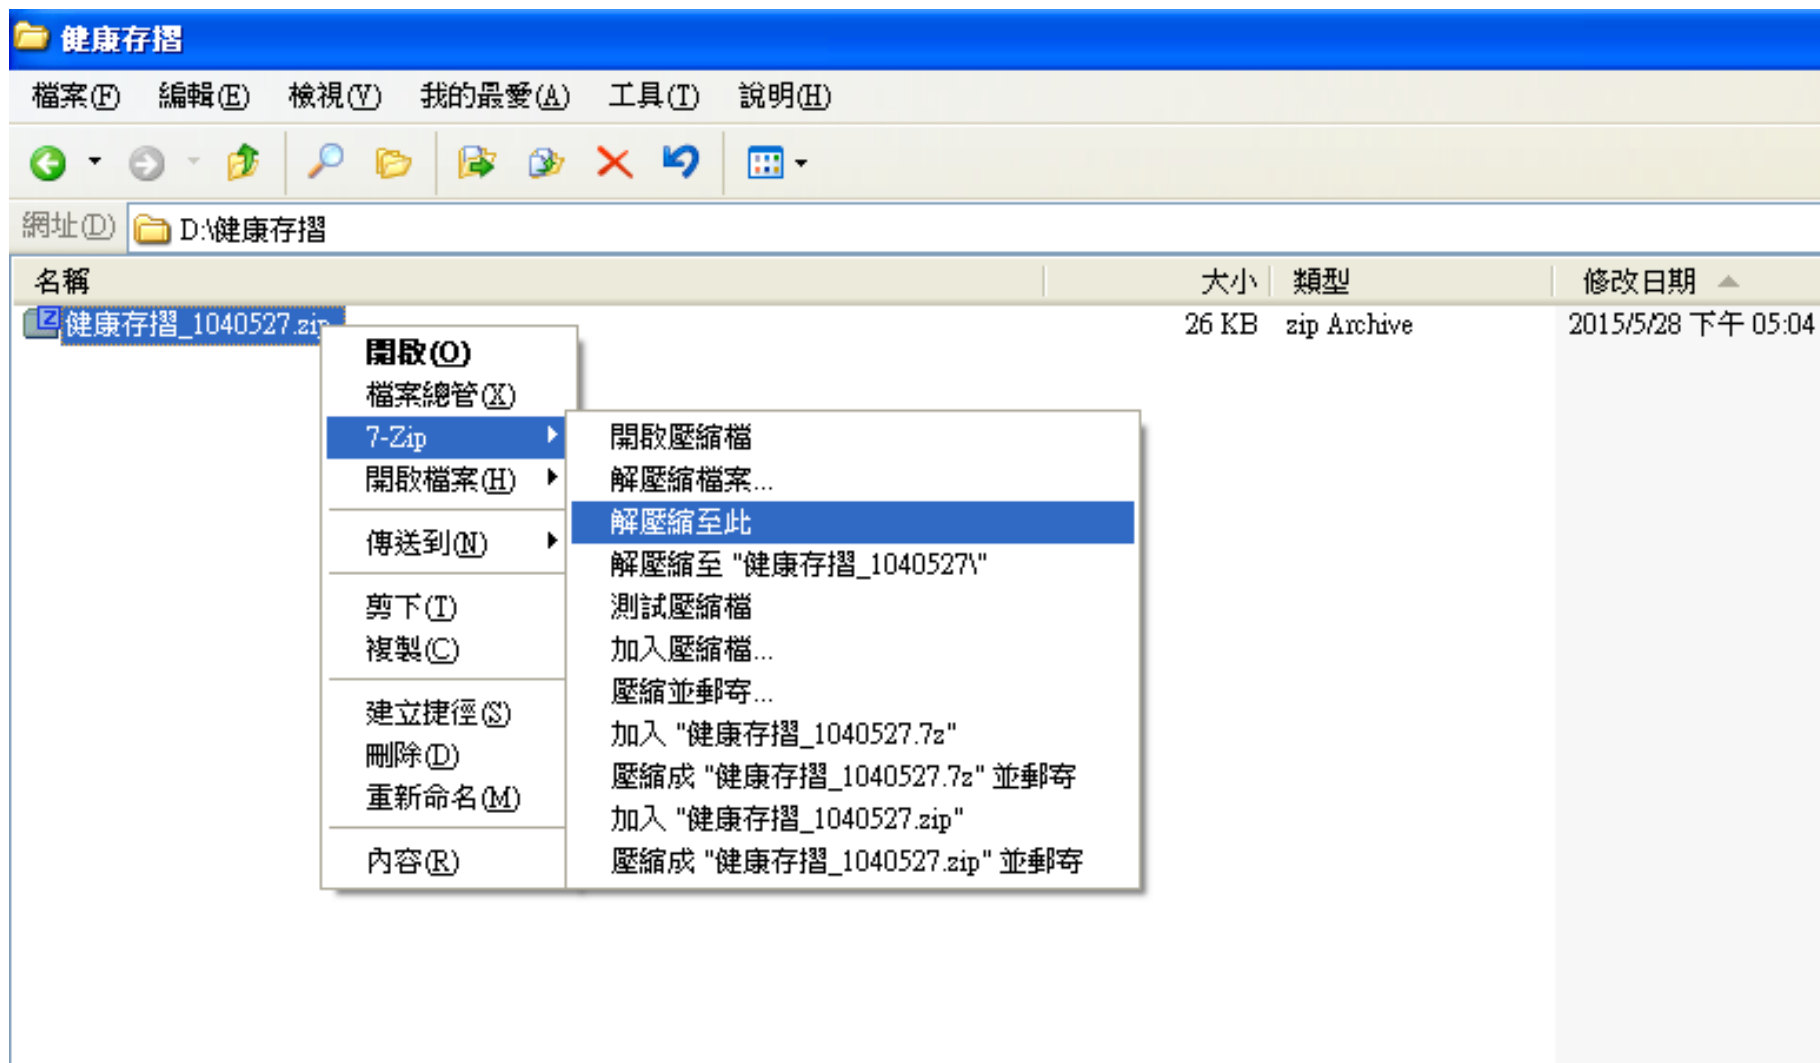 健康存摺
檔案(F) 編輯(E) 檢視(V) 我的最愛(A) 工具(T) 說明(H)
網址(D) D:\健康存摺
名稱 大小 類型 修改日期
健康存摺_1040527.zip 26 KB zip Archive 2015/5/28 下午 05:04
開啟(O)
檔案總管(X)
7-Zip
開啟檔案(H)
傳送到(N)
剪下(T)
複製(C)
建立捷徑(S)
刪除(D)
重新命名(M)
內容(R)
開啟壓縮檔
解壓縮檔案...
解壓縮至此
解壓縮至 "健康存摺_1040527\"
測試壓縮檔
加入壓縮檔...
壓縮並郵寄...
加入 "健康存摺_1040527.7z"
壓縮成 "健康存摺_1040527.7z" 並郵寄
加入 "健康存摺_1040527.zip"
壓縮成 "健康存摺_1040527.zip" 並郵寄